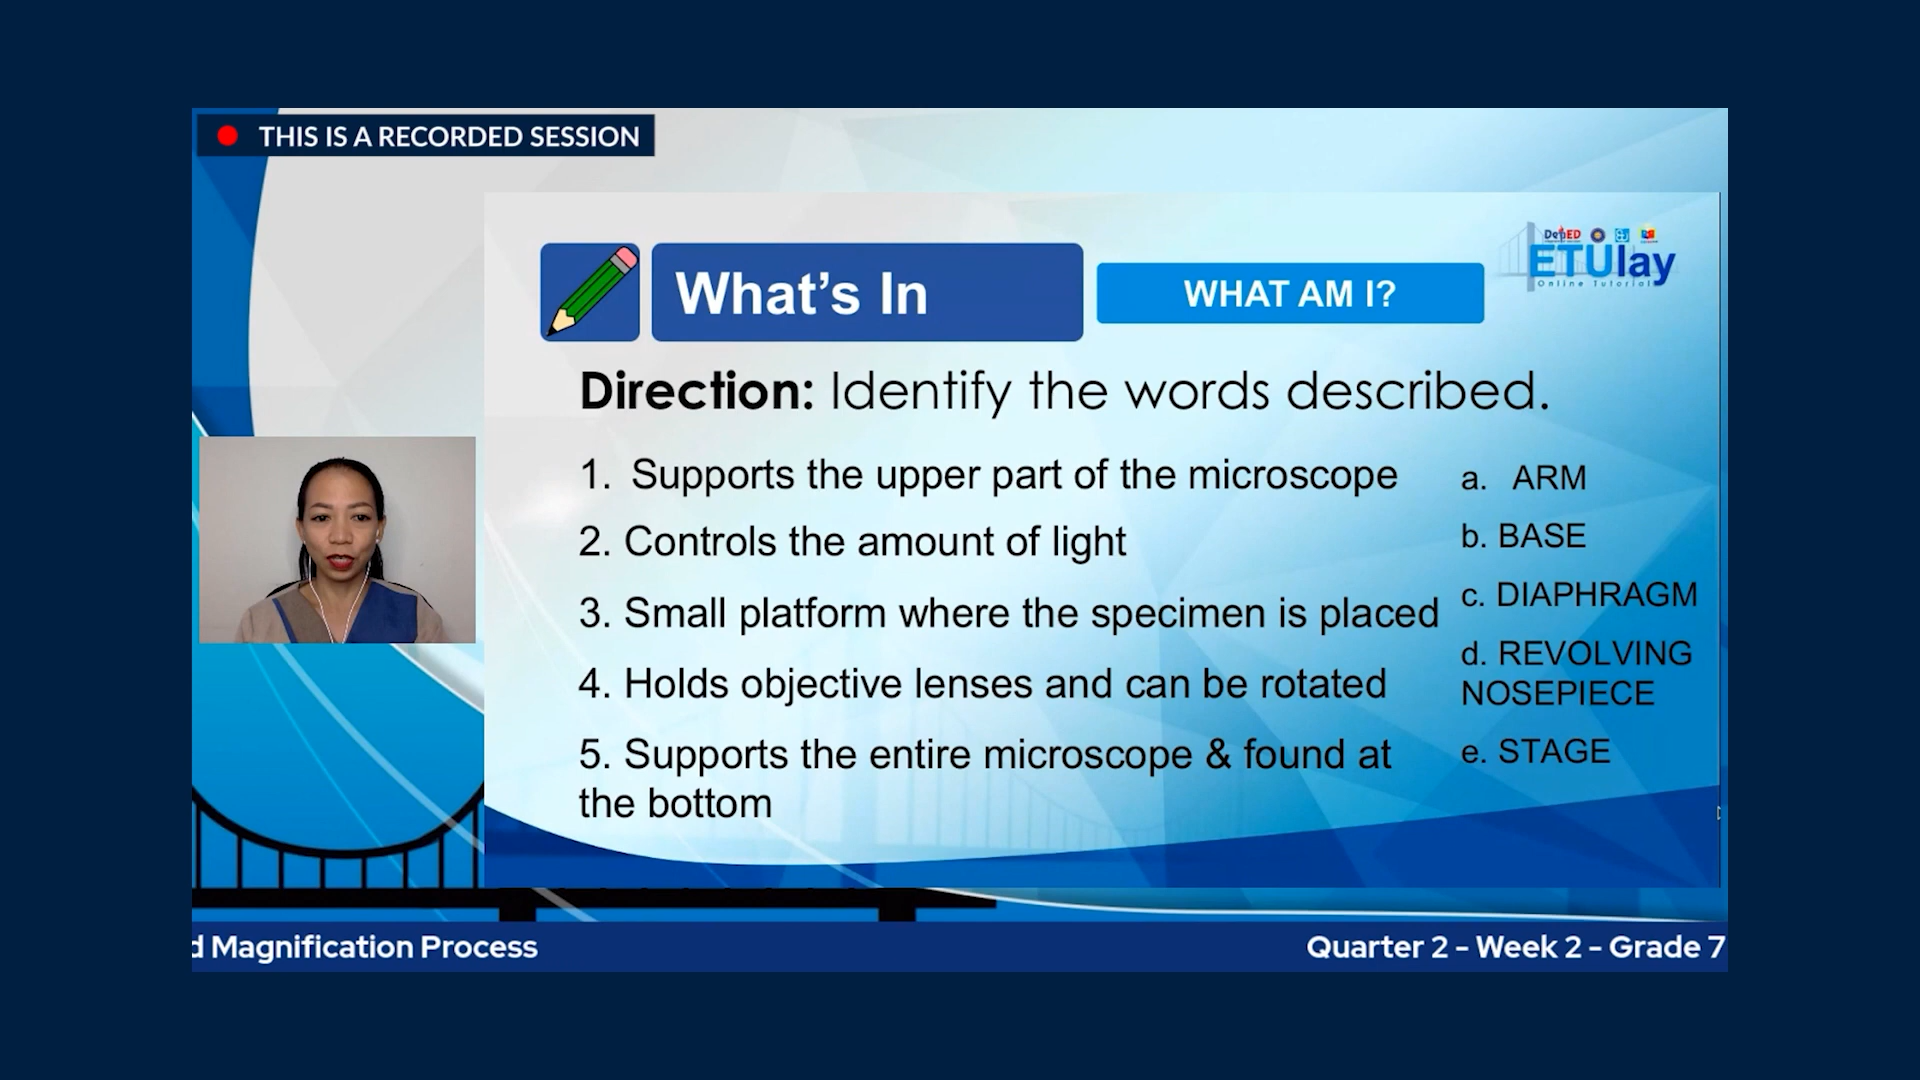 THIS IS A RECORDED SESSION
DepED
ETUlay
Online Tutorial
What's In
WHAT AM I?
Direction: Identify the words described.
1. Supports the upper part of the microscope
2. Controls the amount of light
3. Small platform where the specimen is placed
4. Holds objective lenses and can be rotated
5. Supports the entire microscope & found at
the bottom
a. ARM
b. BASE
c. DIAPHRAGM
d. REVOLVING
NOSEPIECE
e. STAGE
d Magnification Process
Quarter 2 - Week 2 - Grade 7